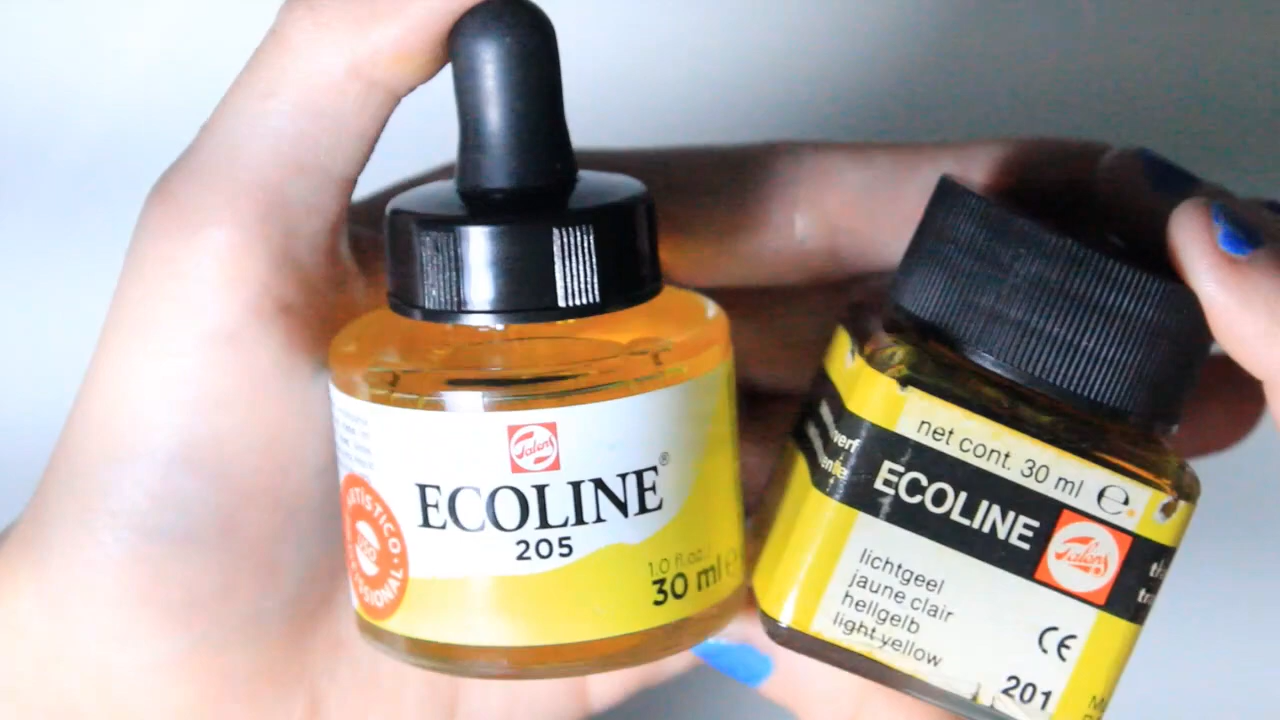 Talens
ECOLINE®
205
1.0 fl.oz./
30 ml e
net cont. 30 ml e
ECOLINE
Talens
lichtgeel
jaune clair
hellgelb
light yellow
CE
201